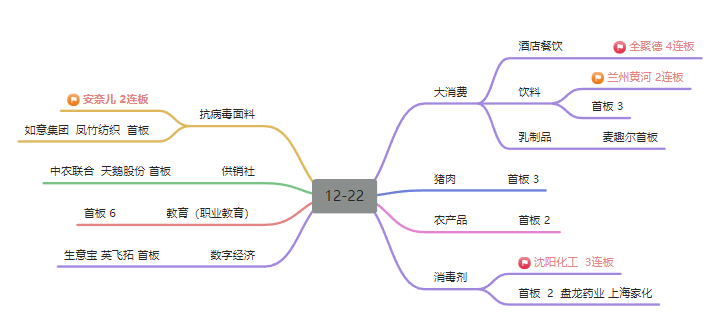 12-22
大消费
酒店餐饮
全聚德 4连板
饮料
兰州黄河 2连板
首板 3
乳制品
麦趣尔首板
猪肉
首板 3
农产品
首板 2
消毒剂
沈阳化工 3连板
首板 2 盘龙药业 上海家化
抗病毒面料
安奈儿 2连板
如意集团 凤竹纺织 首板
供销社
中农联合 天鹅股份 首板
教育（职业教育）
首板 6
数字经济
生意宝 英飞拓 首板